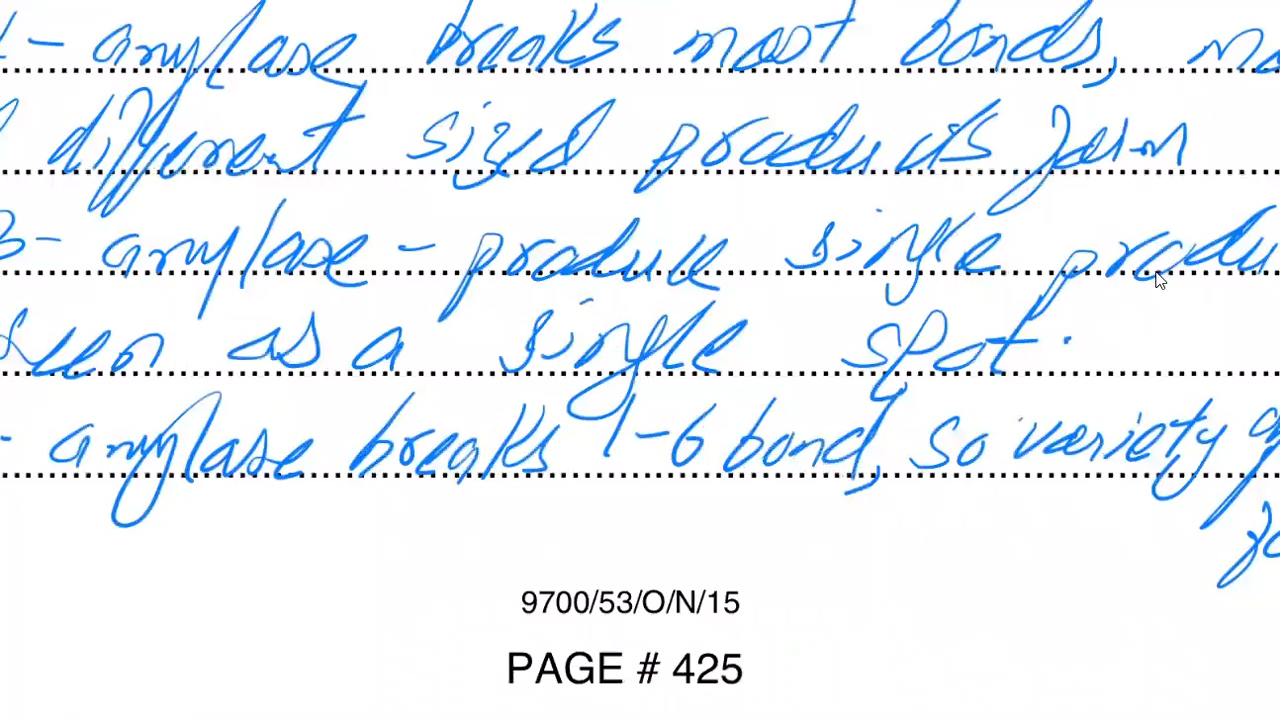 - amylase breaks most bonds,
different sized products form
- amylase - produce single produ
seen as a single spot.
- amylase breaks 1-6 bond, so variety
9700/53/O/N/15
PAGE # 425